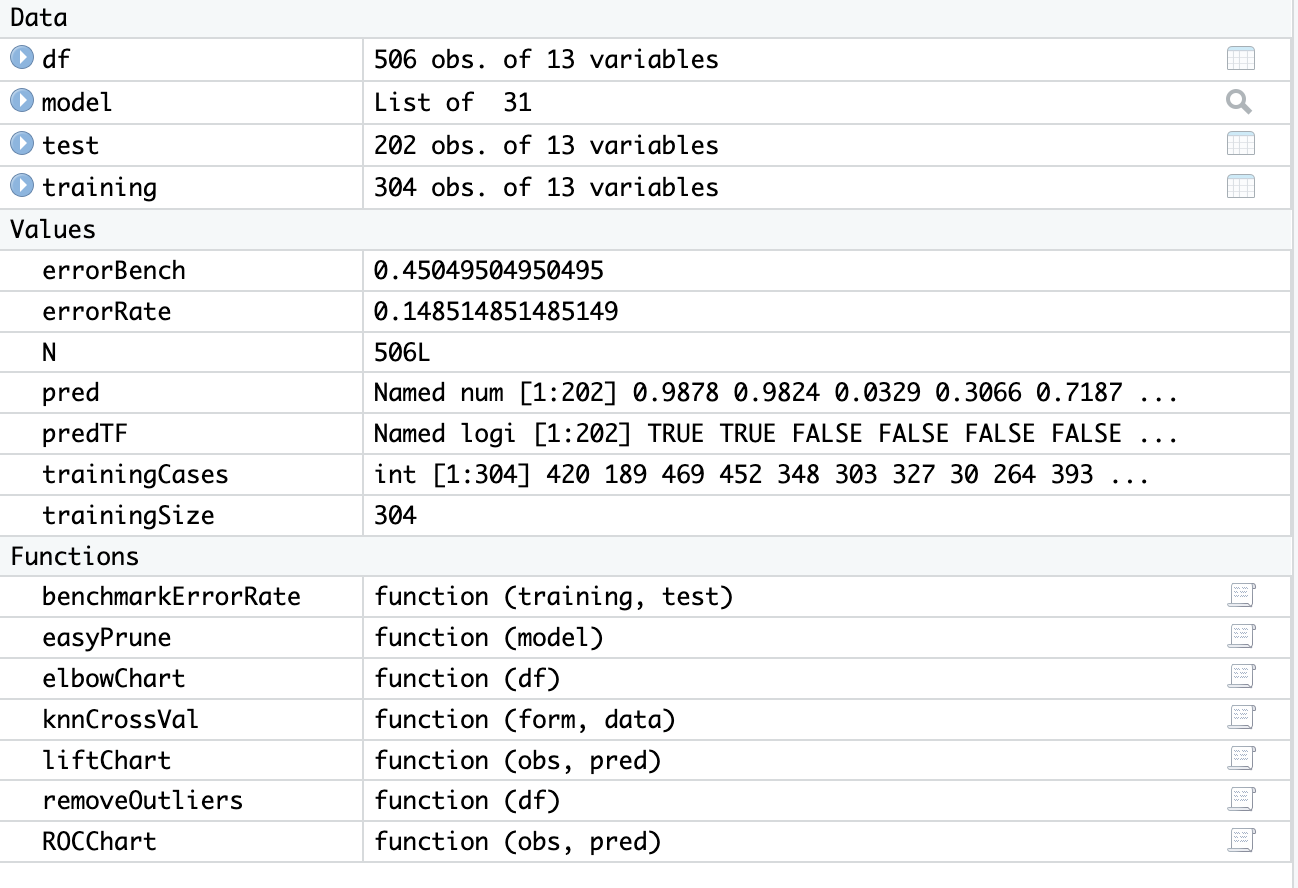 Data
df 506 obs. of 13 variables
model List of  31
test 202 obs. of 13 variables
training 304 obs. of 13 variables
Values
errorBench 0.45049504950495
errorRate 0.148514851485149
N 506L
pred Named num [1:202] 0.9878 0.9824 0.0329 0.3066 0.7187 ...
predTF Named logi [1:202] TRUE TRUE FALSE FALSE FALSE FALSE ...
trainingCases int [1:304] 420 189 469 452 348 303 327 30 264 393 ...
trainingSize 304
Functions
benchmarkErrorRate function (training, test)
easyPrune function (model)
elbowChart function (df)
knnCrossVal function (form, data)
liftChart function (obs, pred)
removeOutliers function (df)
ROCChart function (obs, pred)